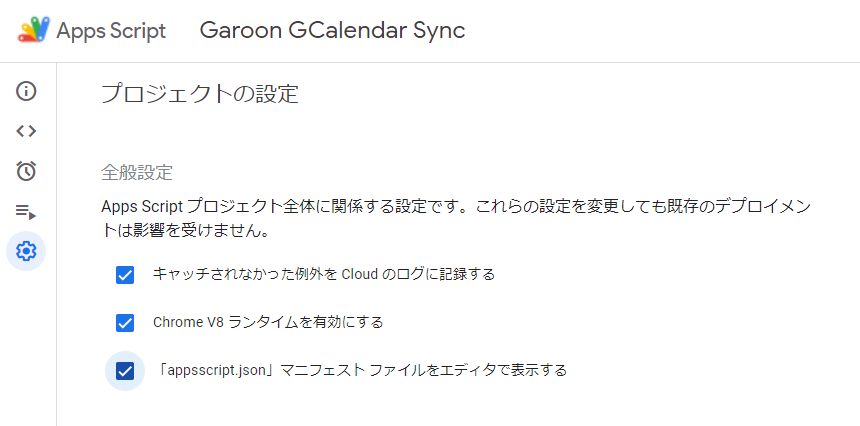 Apps Script Garoon GCalendar Sync
プロジェクトの設定
全般設定
Apps Script プロジェクト全体に関係する設定です。これらの設定を変更しても既存のデプロイメン
トは影響を受けません。
キャッチされなかった例外を Cloud のログに記録する
Chrome V8 ランタイムを有効にする
「appsscript.json」マニフェスト ファイルをエディタで表示する